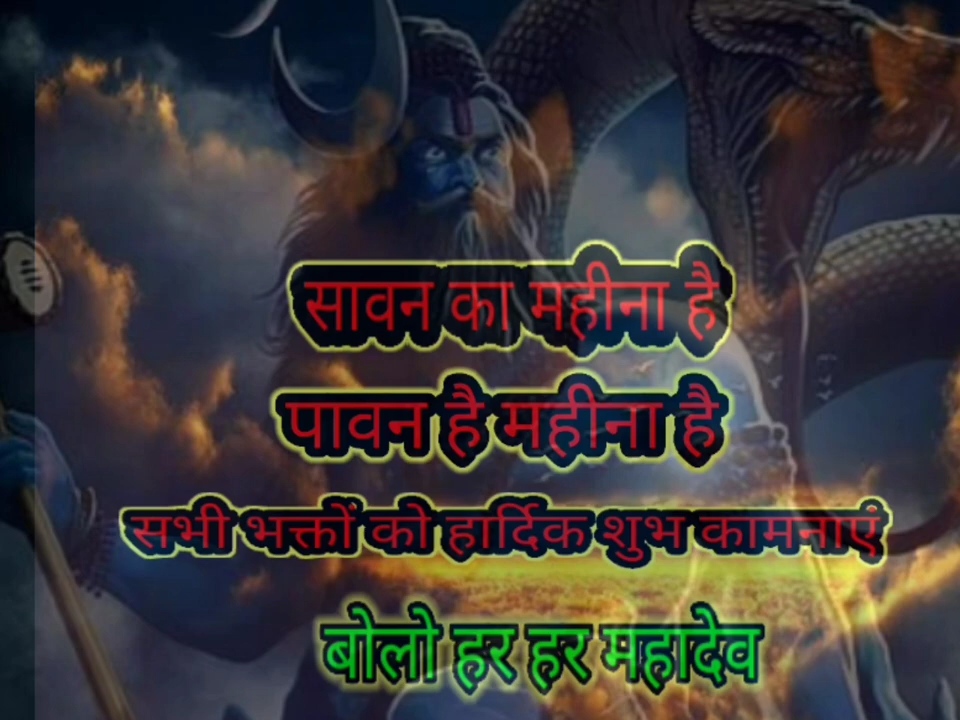 सावन का महीना है
पावन है महीना है
सभी भक्तों को हार्दिक शुभ कामनाएं
बोलो हर हर महादेव